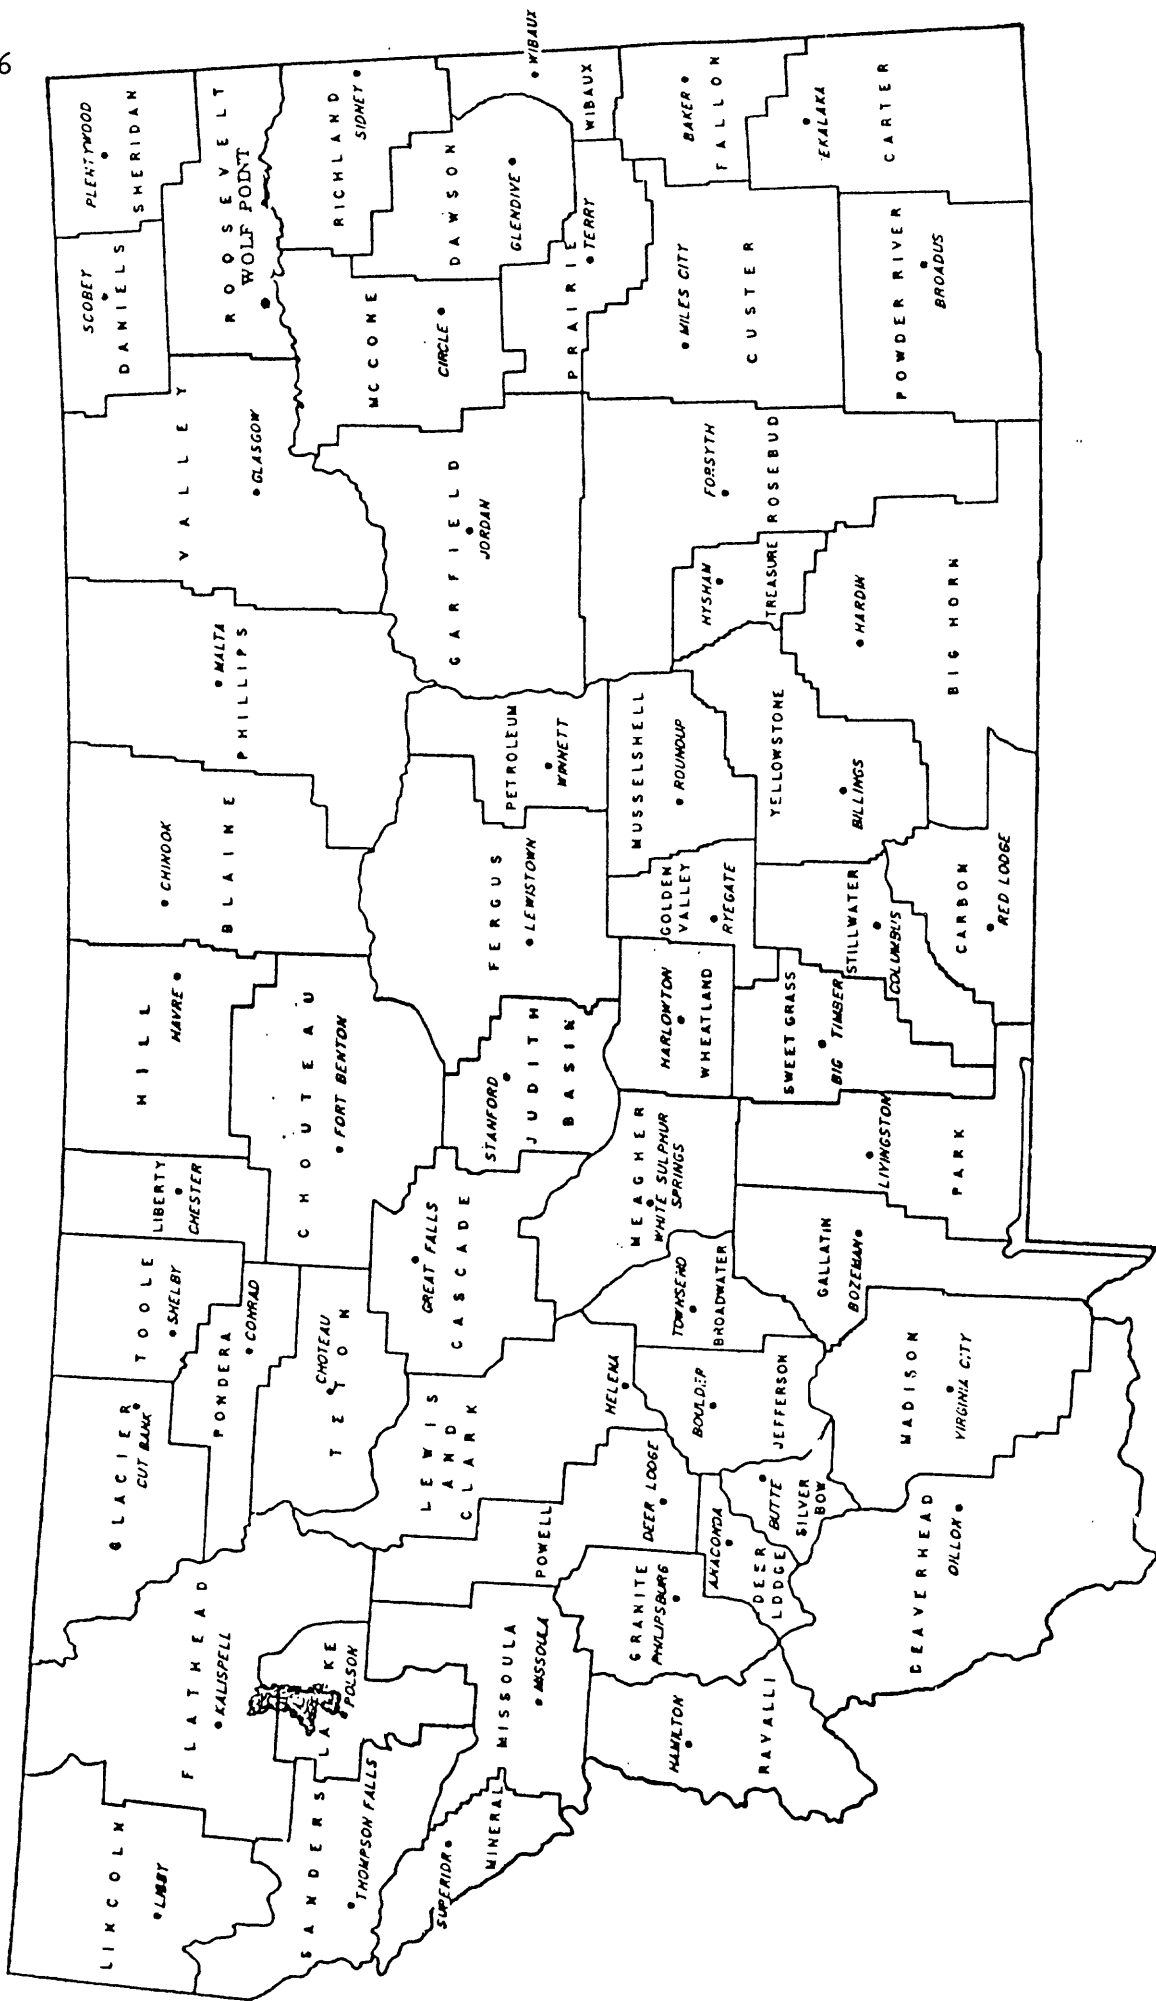 6
LINCOLN
LIBBY
FLATHEAD
KALISPELL
GLACIER
CUT BANK
TOOLE
SHELBY
LIBERTY
CHESTER
HILL
HAVRE
BLAINE
CHINOOK
PHILLIPS
MALTA
VALLEY
GLASGOW
DANIELS
SCOBEY
SHERIDAN
PLENTYWOOD
ROOSEVELT
WOLF POINT
SANDERS
THOMPSON FALLS
LAKE
POLSON
PONDERA
CONRAD
TETON
CHOTEAU
CHOUTEAU
FORT BENTON
RICHLAND
SIDNEY
MCCONE
CIRCLE
DAWSON
GLENDIVE
WIBAUX
WIBAUX
GARFIELD
JORDAN
PRAIRIE
TERRY
MINERAL
SUPERIOR
MISSOULA
MISSOULA
POWELL
DEER LODGE
LEWIS
AND
CLARK
HELENA
CASCADE
GREAT FALLS
JUDITH
BASIN
STANFORD
FERGUS
LEWISTOWN
PETROLEUM
WINNETT
RAVALLI
HAMILTON
GRANITE
PHILIPSBURG
DEER
LODGE
ANACONDA
SILVER
BOW
BUTTE
JEFFERSON
BOULDER
BROADWATER
TOWNSEND
MEAGHER
WHITE SULPHUR
SPRINGS
WHEATLAND
HARLOWTON
GOLDEN
VALLEY
RYEGATE
MUSSELSHELL
ROUNDUP
TREASURE
HYSHAM
ROSEBUD
FORSYTH
CUSTER
MILES CITY
FALLON
BAKER
CARTER
EKALAKA
POWDER RIVER
BROADUS
BEAVERHEAD
DILLON
MADISON
VIRGINIA CITY
GALLATIN
BOZEMAN
PARK
LIVINGSTON
SWEET GRASS
BIG TIMBER
STILLWATER
COLUMBUS
CARBON
RED LODGE
YELLOWSTONE
BILLINGS
BIG HORN
HARDIN